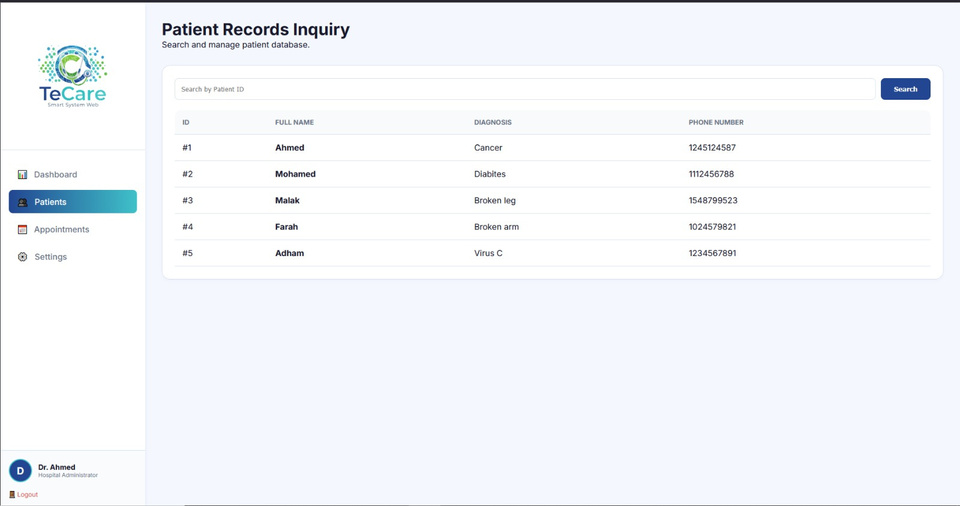 TeCare
Smart System Web
Dashboard
Patients
Appointments
Settings
Dr. Ahmed
D
Hospital Administrator
Logout
Patient Records Inquiry
Search and manage patient database.
Search by Patient ID
Search
ID FULL NAME DIAGNOSIS PHONE NUMBER
#1 Ahmed Cancer 1245124587
#2 Mohamed Diabites 1112456788
#3 Malak Broken leg 1548799523
#4 Farah Broken arm 1024579821
#5 Adham Virus C 1234567891